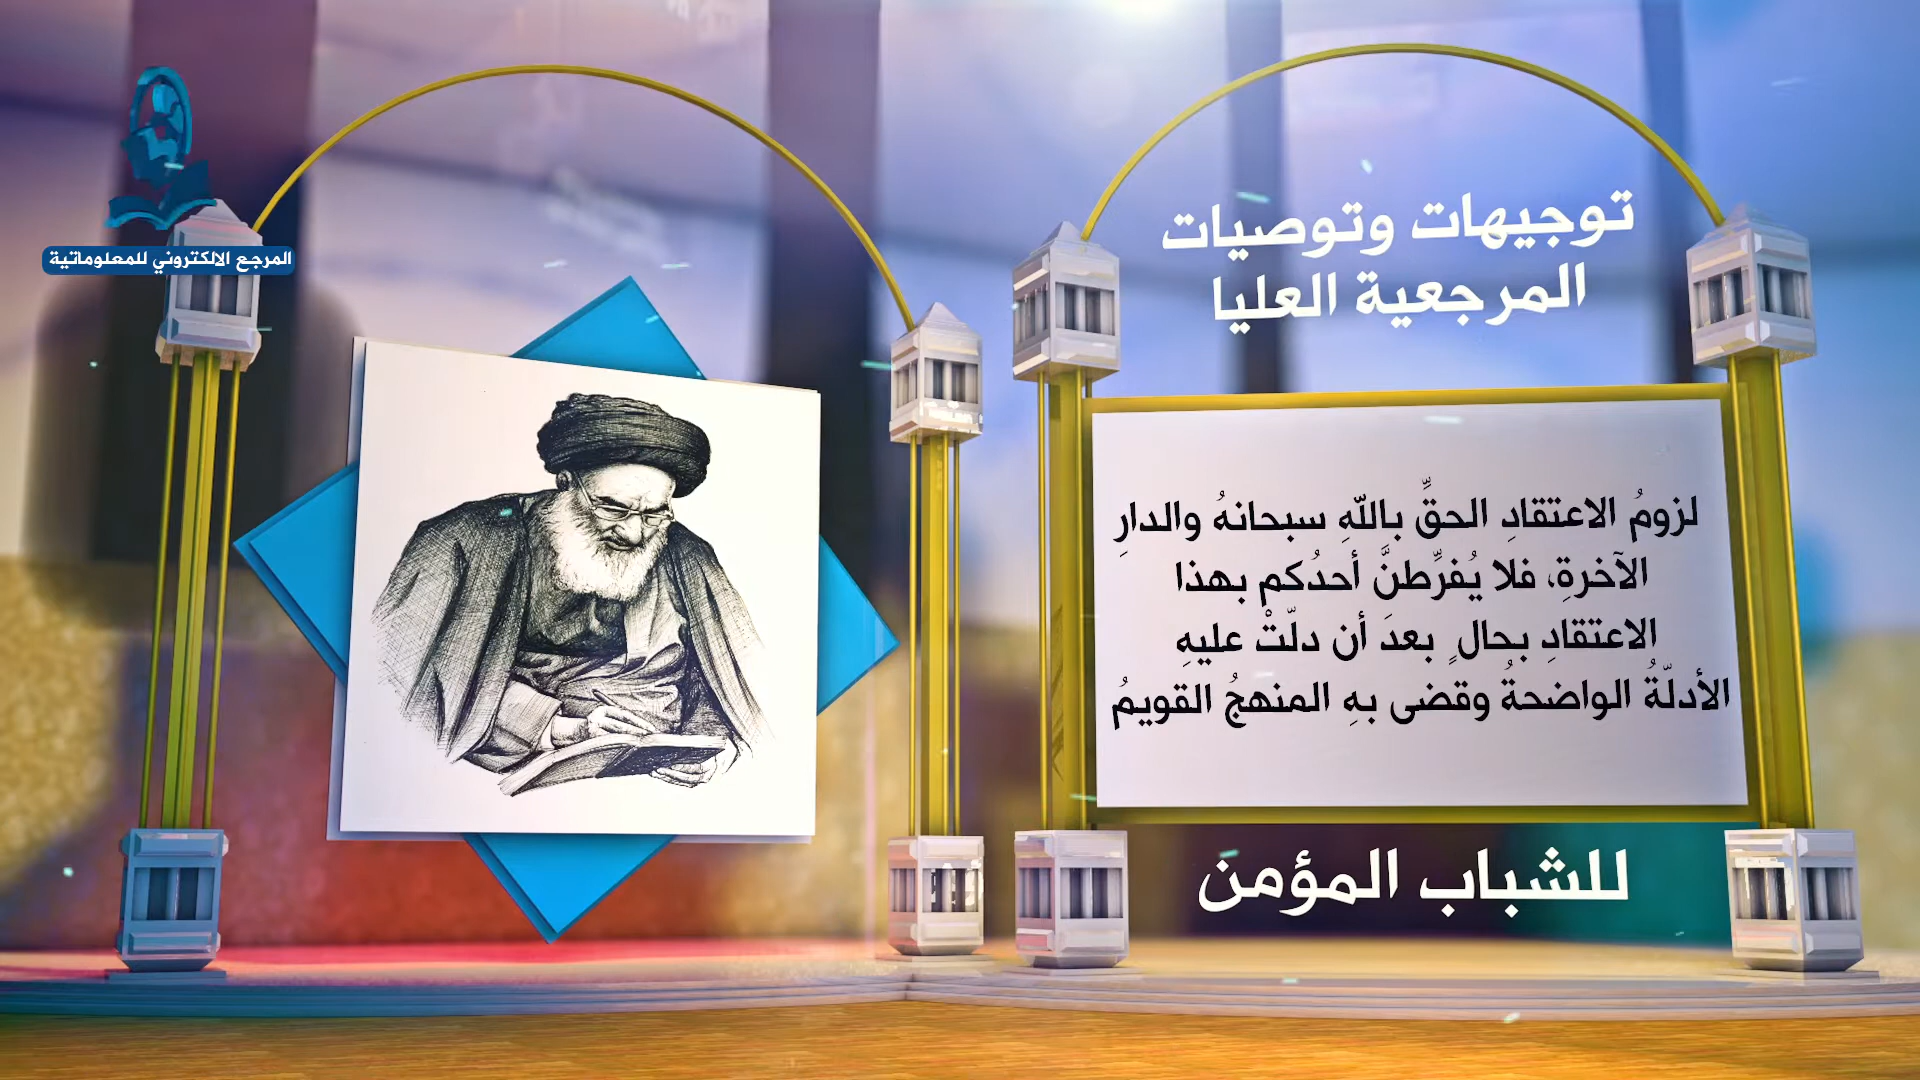 المرجع الالكتروني للمعلوماتية
توجيهات وتوصيات
المرجعية العليا
لزومُ الاعتقادِ الحقِّ باللّهِ سبحانهُ والدارِ
الآخرةِ، فلا يُفرِّطنَّ أحدُكم بهذا
الاعتقادِ بحالٍ بعدَ أن دلّتْ عليهِ
الأدلّةُ الواضحةُ وقضى بهِ المنهجُ القويمُ
للشباب المؤمن